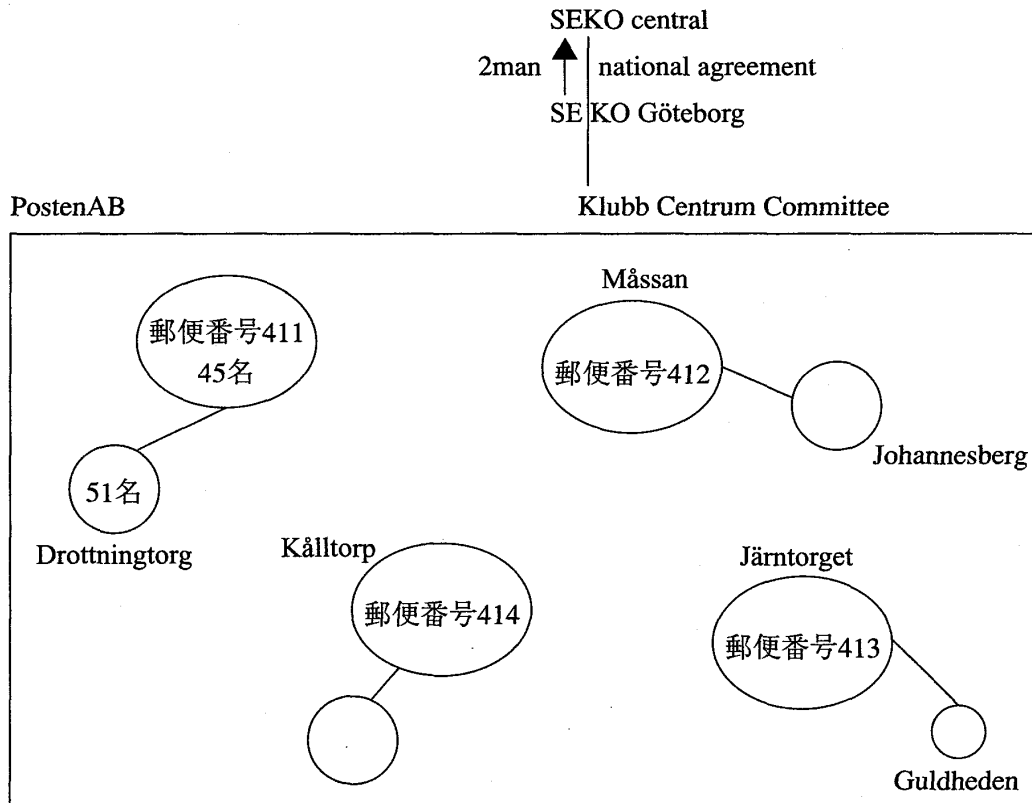 SEKO central
2man national agreement
SEKO Göteborg
PostenAB
Klubb Centrum Committee
郵便番号411
45名
51名
Drottningtorg
Måssan
郵便番号412
Johannesberg
Kålltorp
郵便番号414
Järntorget
郵便番号413
Guldheden